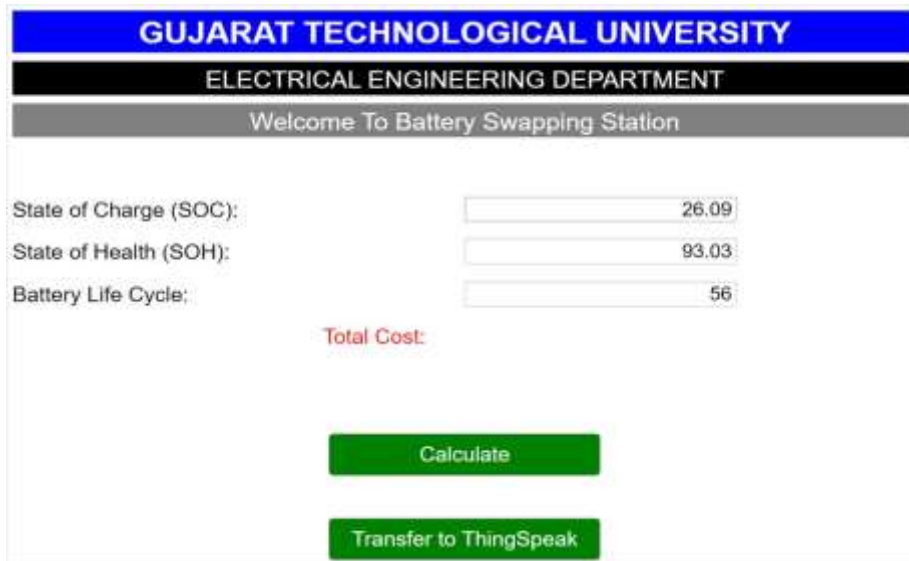 GUJARAT TECHNOLOGICAL UNIVERSITY
ELECTRICAL ENGINEERING DEPARTMENT
Welcome To Battery Swapping Station
State of Charge (SOC): 26.09
State of Health (SOH): 93.03
Battery Life Cycle: 56
Total Cost:
Calculate
Transfer to ThingSpeak